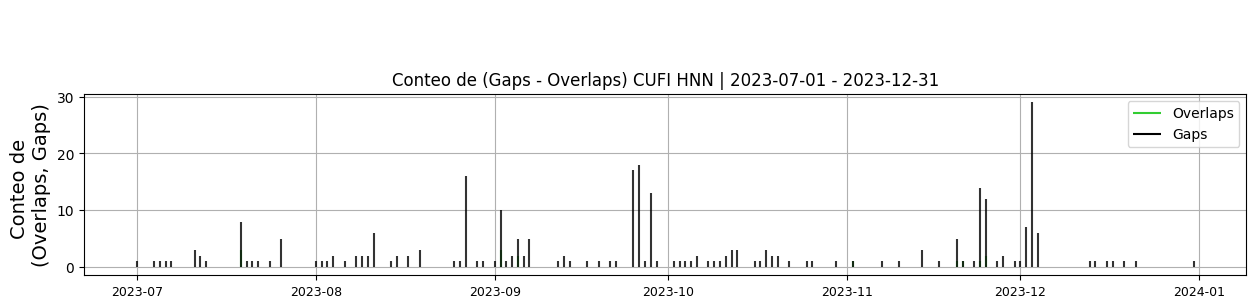 Conteo de (Gaps - Overlaps) CUFI HNN | 2023-07-01 - 2023-12-31
Conteo de
(Overlaps, Gaps)
30
20
10
0
Overlaps
Gaps
2023-07
2023-08
2023-09
2023-10
2023-11
2023-12
2024-01